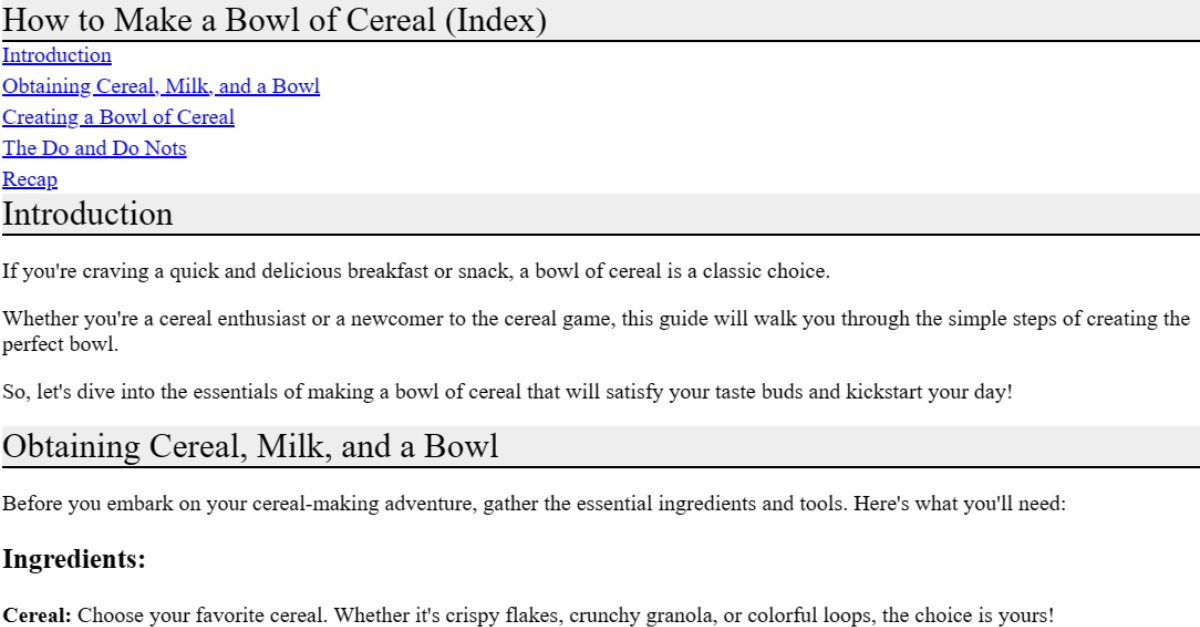 How to Make a Bowl of Cereal (Index)
Introduction
Obtaining Cereal, Milk, and a Bowl
Creating a Bowl of Cereal
The Do and Do Nots
Recap
Introduction
If you're craving a quick and delicious breakfast or snack, a bowl of cereal is a classic choice.
Whether you're a cereal enthusiast or a newcomer to the cereal game, this guide will walk you through the simple steps of creating the
perfect bowl.
So, let's dive into the essentials of making a bowl of cereal that will satisfy your taste buds and kickstart your day!
Obtaining Cereal, Milk, and a Bowl
Before you embark on your cereal-making adventure, gather the essential ingredients and tools. Here's what you'll need:
Ingredients:
Cereal: Choose your favorite cereal. Whether it's crispy flakes, crunchy granola, or colorful loops, the choice is yours!